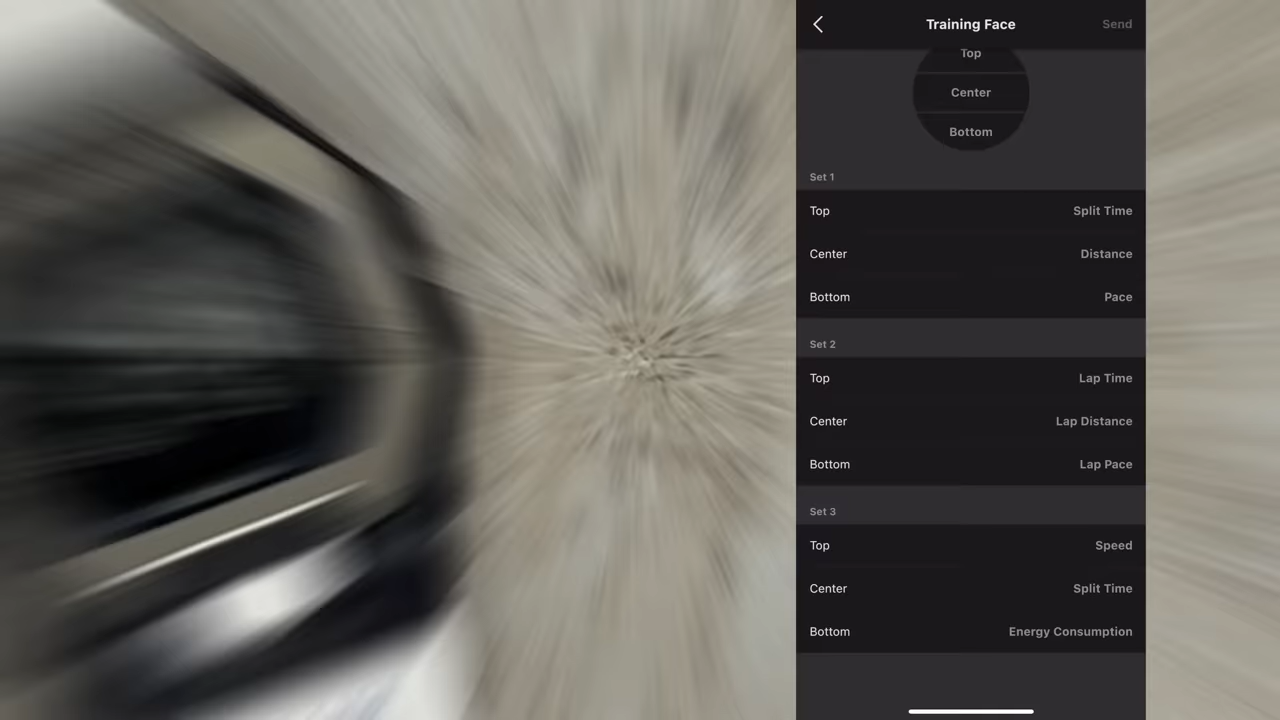 Training Face Send
Top
Center
Bottom
Set 1
Top Split Time
Center Distance
Bottom Pace
Set 2
Top Lap Time
Center Lap Distance
Bottom Lap Pace
Set 3
Top Speed
Center Split Time
Bottom Energy Consumption